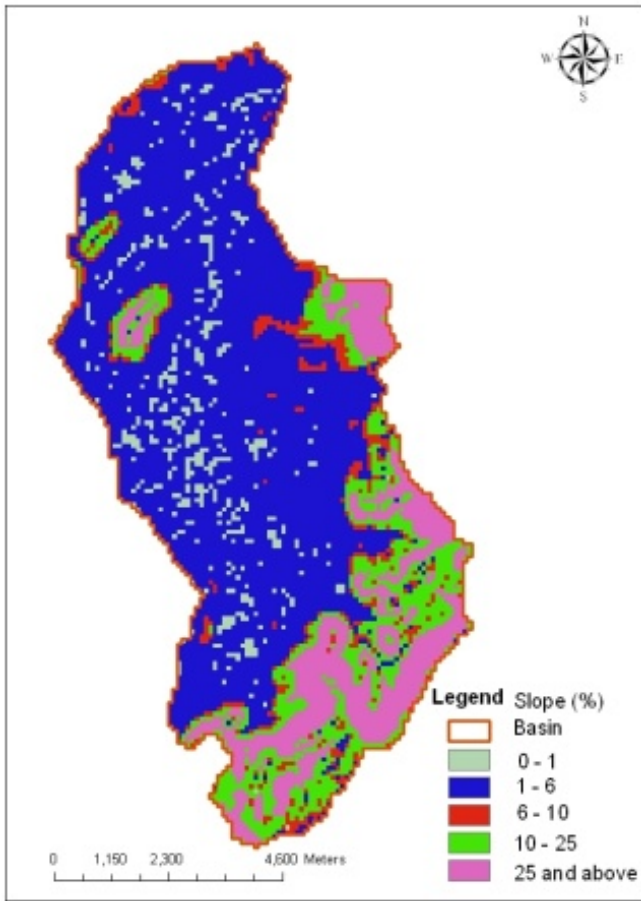 N
W E
S
Legend Slope (%)
Basin
0 - 1
1 - 6
6 - 10
10 - 25
25 and above
0 1,150 2,300 4,600 Meters